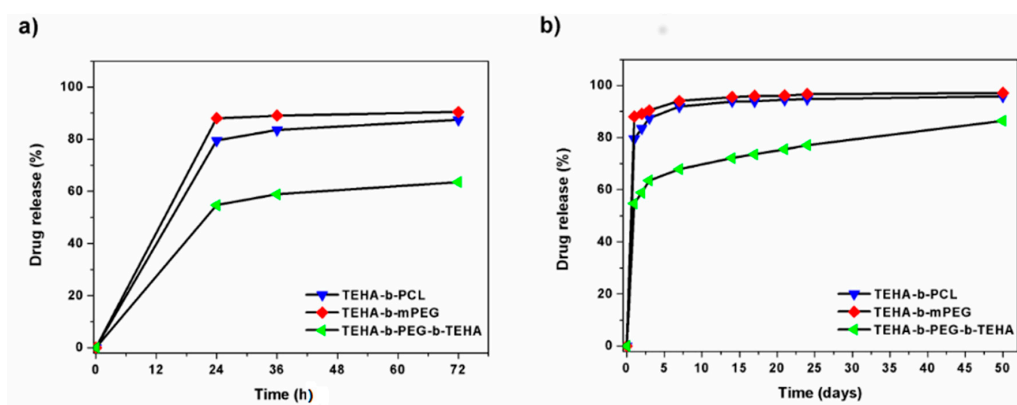 a)
Drug release (%)
100
80
60
40
20
0
TEHA-b-PCL
TEHA-b-mPEG
TEHA-b-PEG-b-TEHA
0 12 24 36 48 60 72
Time (h)
b)
Drug release (%)
100
80
60
40
20
0
TEHA-b-PCL
TEHA-b-mPEG
TEHA-b-PEG-b-TEHA
0 5 10 15 20 25 30 35 40 45 50
Time (days)